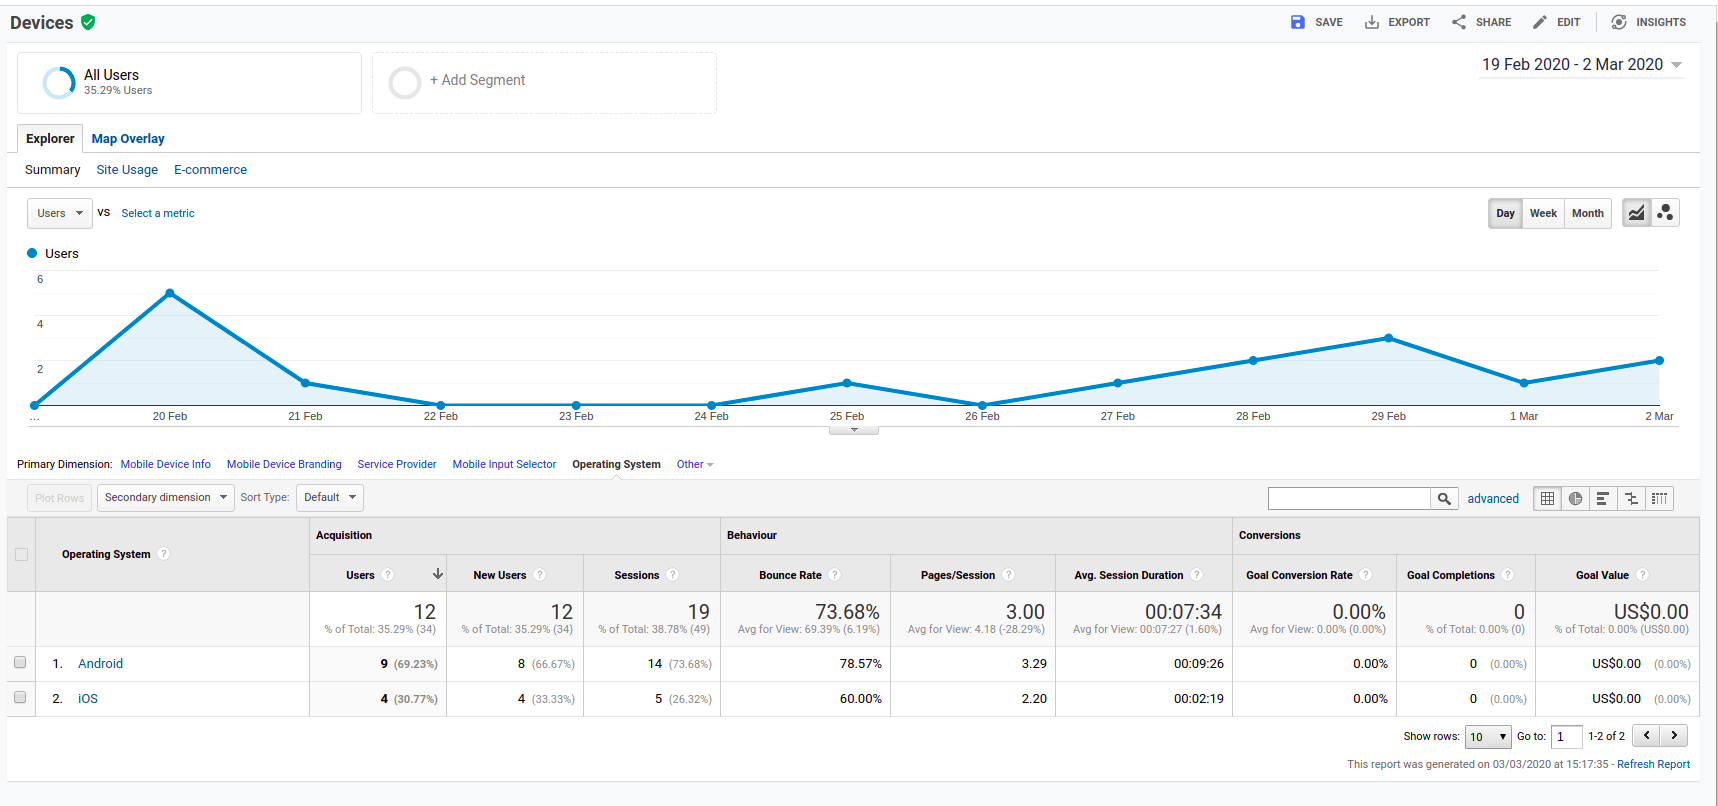 Devices
SAVE EXPORT SHARE EDIT INSIGHTS
All Users
35.29% Users
+ Add Segment
19 Feb 2020 - 2 Mar 2020
Explorer Map Overlay
Summary Site Usage E-commerce
Users VS Select a metric
Day Week Month
Users
6
4
2
... 20 Feb 21 Feb 22 Feb 23 Feb 24 Feb 25 Feb 26 Feb 27 Feb 28 Feb 29 Feb 1 Mar 2 Mar
Primary Dimension: Mobile Device Info Mobile Device Branding Service Provider Mobile Input Selector Operating System Other
Plot Rows Secondary dimension Sort Type: Default advanced
Acquisition Behaviour Conversions
Operating System ?
Users ? New Users ? Sessions ? Bounce Rate ? Pages/Session ? Avg. Session Duration ? Goal Conversion Rate ? Goal Completions ? Goal Value ?
12 12 19 73.68% 3.00 00:07:34 0.00% 0 US$0.00
% of Total: 35.29% (34) % of Total: 35.29% (34) % of Total: 38.78% (49) Avg for View: 69.39% (6.19%) Avg for View: 4.18 (-28.29%) Avg for View: 00:07:27 (1.60%) Avg for View: 0.00% (0.00%) % of Total: 0.00% (0) % of Total: 0.00% (US$0.00)
1. Android 9 (69.23%) 8 (66.67%) 14 (73.68%) 78.57% 3.29 00:09:26 0.00% 0 (0.00%) US$0.00 (0.00%)
2. iOS 4 (30.77%) 4 (33.33%) 5 (26.32%) 60.00% 2.20 00:02:19 0.00% 0 (0.00%) US$0.00 (0.00%)
Show rows: 10 Go to: 1 1-2 of 2
This report was generated on 03/03/2020 at 15:17:35 - Refresh Report